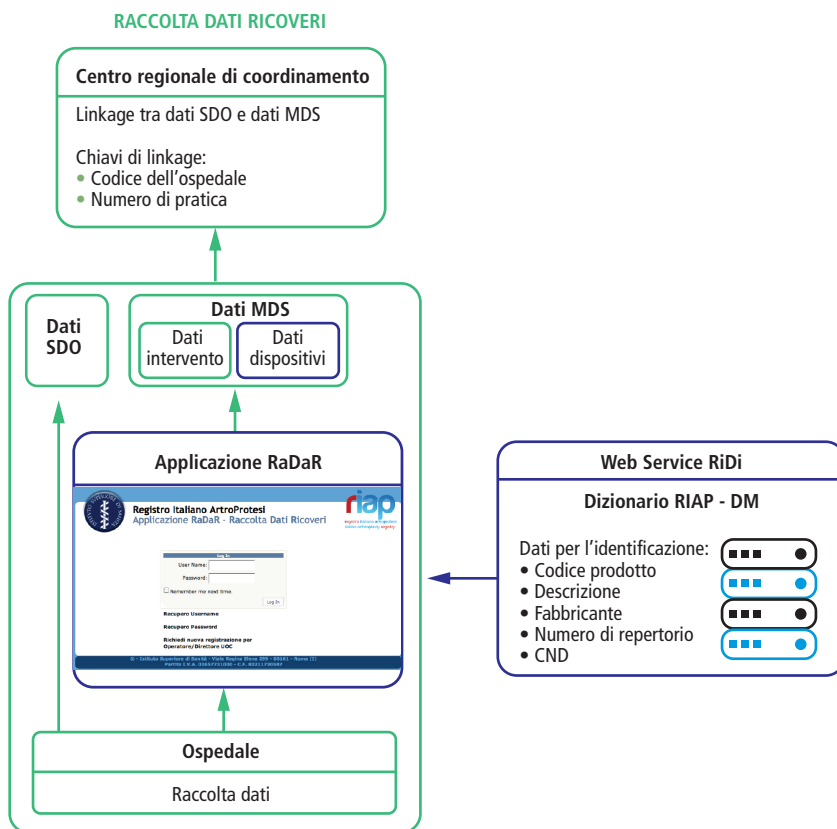 RACCOLTA DATI RICOVERI
Centro regionale di coordinamento
Linkage tra dati SDO e dati MDS
Chiavi di linkage:
• Codice dell'ospedale
• Numero di pratica
Dati
SDO
Dati MDS
Dati
intervento
Dati
dispositivi
Applicazione RaDaR
Registro Italiano ArtroProtesi
Applicazione RaDaR - Raccolta Dati Ricoveri
riap
Log In
User Name:
Password:
Remember me next time.
Log In
Recupero Username
Recupero Password
Richiedi nuova registrazione per
Operatore/Direttore UOC
Web Service RiDi
Dizionario RIAP - DM
Dati per l'identificazione:
• Codice prodotto
• Descrizione
• Fabbricante
• Numero di repertorio
• CND
Ospedale
Raccolta dati